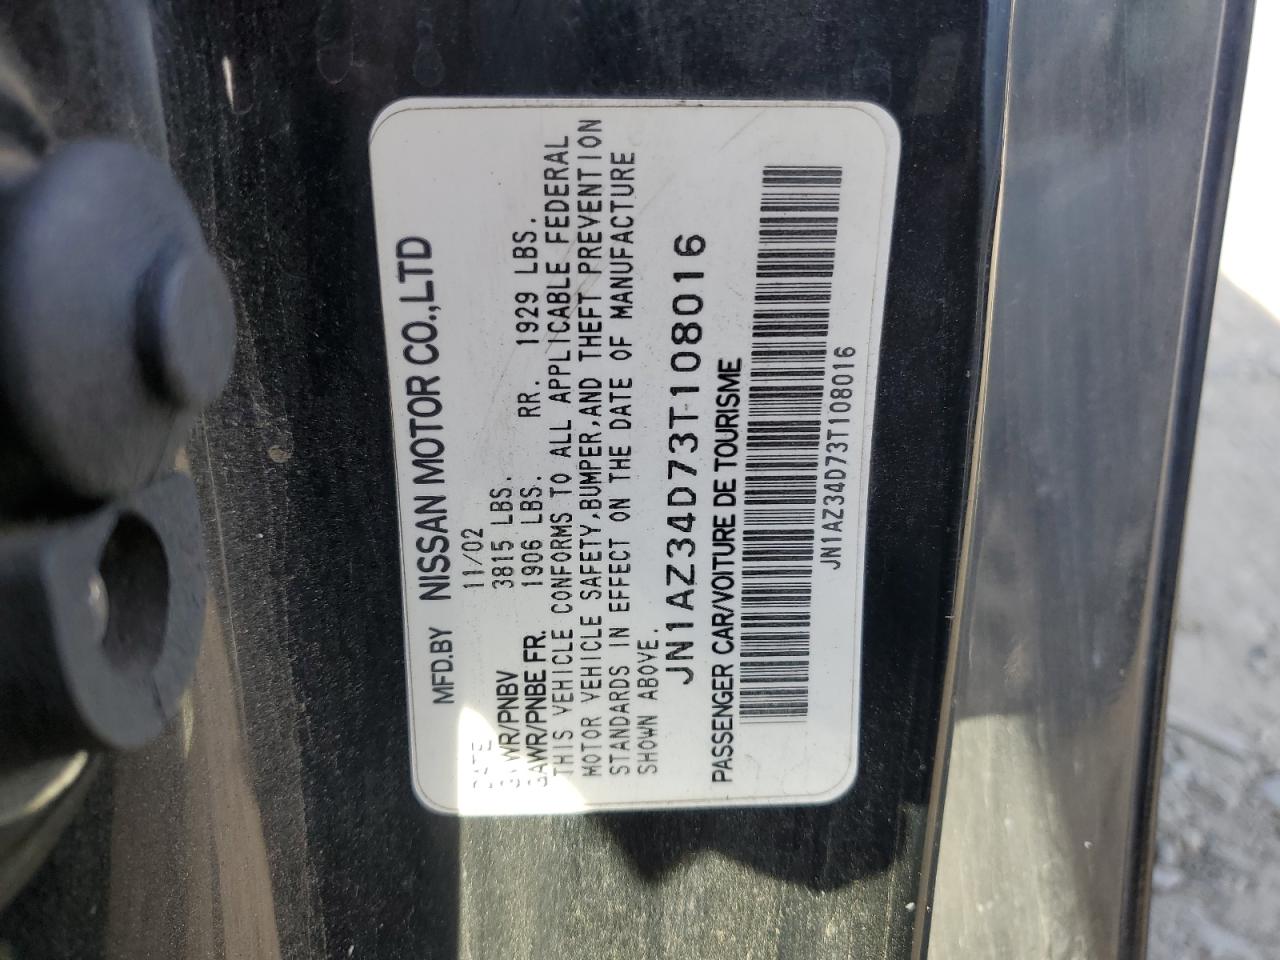 MFD.BY NISSAN MOTOR CO.,LTD
DATE 11/02
GVWR/PNBV 3815 LBS.
GAWR/PNBE FR. 1906 LBS. RR. 1929 LBS.
THIS VEHICLE CONFORMS TO ALL APPLICABLE FEDERAL
MOTOR VEHICLE SAFETY,BUMPER,AND THEFT PREVENTION
STANDARDS IN EFFECT ON THE DATE OF MANUFACTURE
SHOWN ABOVE.
JN1AZ34D73T108016
PASSENGER CAR/VOITURE DE TOURISME
JN1AZ34D73T108016